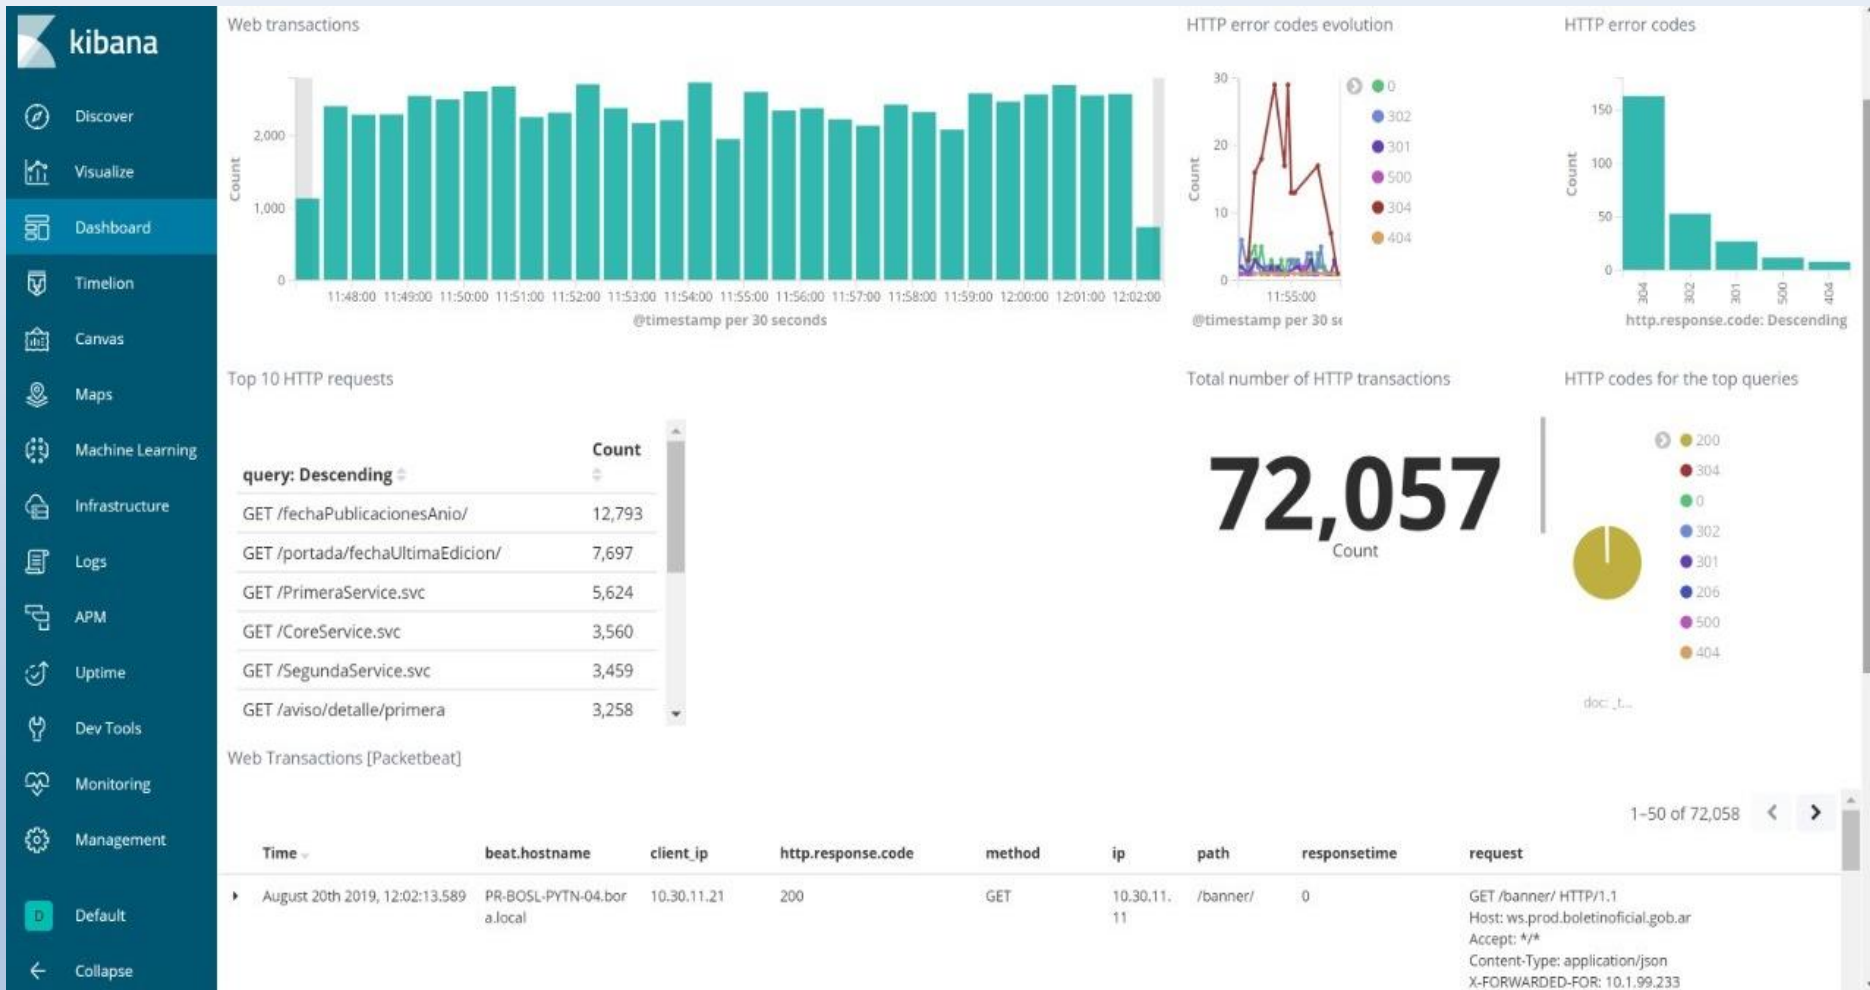 kibana
Discover
Visualize
Dashboard
Timelion
Canvas
Maps
Machine Learning
Infrastructure
Logs
APM
Uptime
Dev Tools
Monitoring
Management
D Default
Collapse
Web transactions
Count
2,000
1,000
0
11:48:00 11:49:00 11:50:00 11:51:00 11:52:00 11:53:00 11:54:00 11:55:00 11:56:00 11:57:00 11:58:00 11:59:00 12:00:00 12:01:00 12:02:00
@timestamp per 30 seconds
HTTP error codes evolution
Count
30
20
10
0
11:55:00
@timestamp per 30 se
0
302
301
500
304
404
HTTP error codes
Count
150
100
50
0
304 302 301 500 404
http.response.code: Descending
Top 10 HTTP requests
query: Descending Count
GET /fechaPublicacionesAnio/ 12,793
GET /portada/fechaUltimaEdicion/ 7,697
GET /PrimeraService.svc 5,624
GET /CoreService.svc 3,560
GET /SegundaService.svc 3,459
GET /aviso/detalle/primera 3,258
Total number of HTTP transactions
72,057
Count
HTTP codes for the top queries
200
304
0
302
301
206
500
404
doc: _t...
Web Transactions [Packetbeat]
1–50 of 72,058
Time beat.hostname client_ip http.response.code method ip path responsetime request
August 20th 2019, 12:02:13.589 PR-BOSL-PYTN-04.bor 10.30.11.21 200 GET 10.30.11. /banner/ 0 GET /banner/ HTTP/1.1
a.local 11 Host: ws.prod.boletinoficial.gob.ar
Accept: */*
Content-Type: application/json
X-FORWARDED-FOR: 10.1.99.233